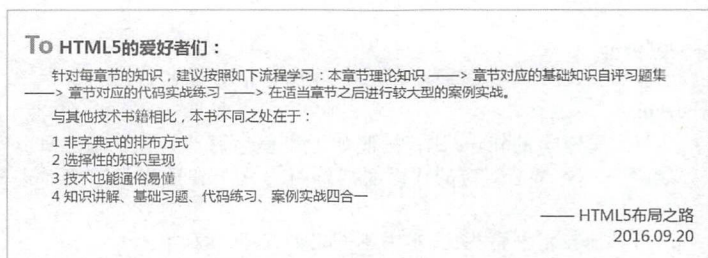 To HTML5的爱好者们：
针对每章节的知识，建议按照如下流程学习：本章节理论知识 ——> 章节对应的基础知识自评习题集
——> 章节对应的代码实战练习 ——> 在适当章节之后进行较大型的案例实战。
与其他技术书籍相比，本书不同之处在于：
1 非字典式的排布方式
2 选择性的知识呈现
3 技术也能通俗易懂
4 知识讲解、基础习题、代码练习、案例实战四合一
—— HTML5布局之路
2016.09.20